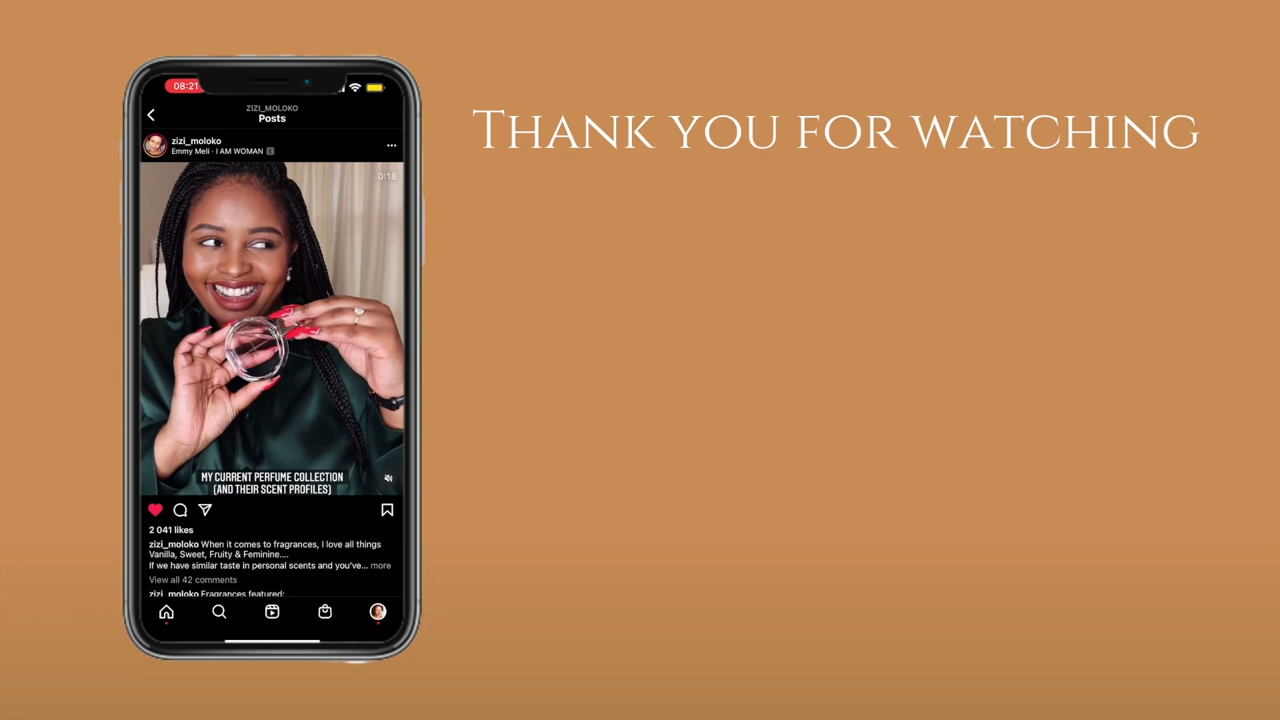 08:21
ZIZI_MOLOKO
Posts
zizi_moloko
Emmy Meli · I AM WOMAN E
0:18
MY CURRENT PERFUME COLLECTION
(AND THEIR SCENT PROFILES)
2 041 likes
zizi_moloko When it comes to fragrances, I love all things
Vanilla, Sweet, Fruity & Feminine....
If we have similar taste in personal scents and you've... more
View all 42 comments
zizi_moloko Fragrances featured:
Thank you for watching